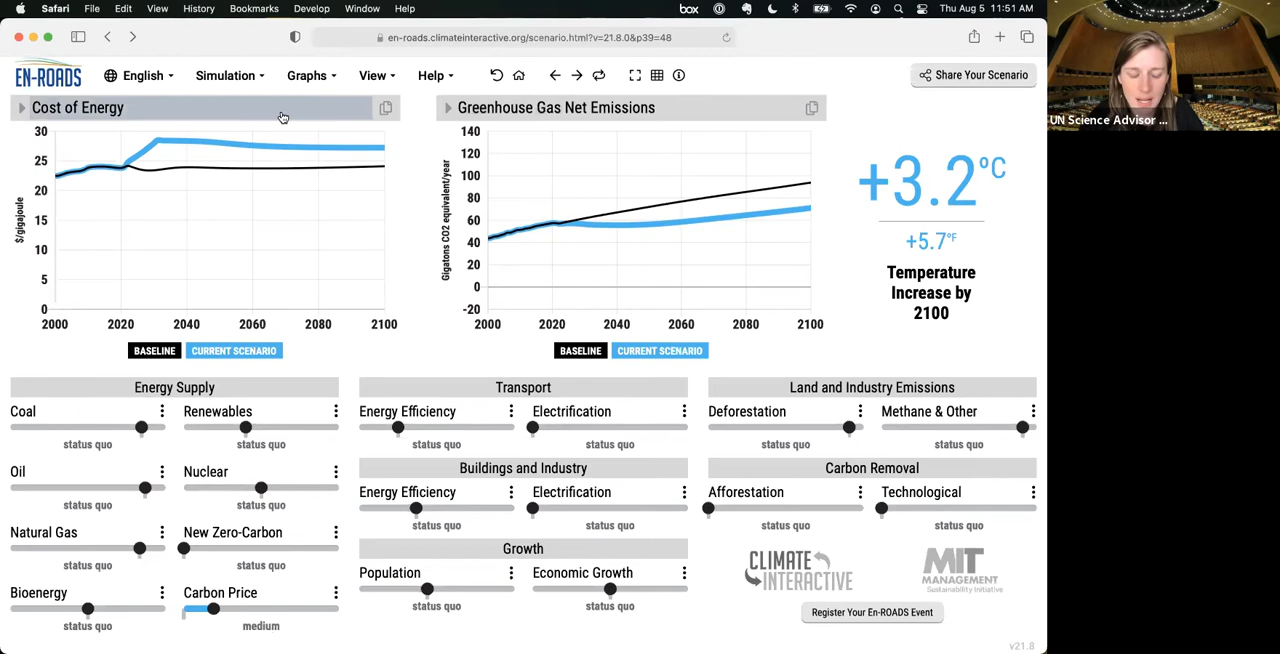 Safari File Edit View History Bookmarks Develop Window Help
box Thu Aug 5 11:51 AM
en-roads.climateinteractive.org/scenario.html?v=21.8.0&p39=48
EN-ROADS
English Simulation Graphs View Help
Share Your Scenario
UN Science Advisor ...
Cost of Energy
30
25
20
15
10
5
0
$/gigajoule
2000 2020 2040 2060 2080 2100
BASELINE CURRENT SCENARIO
Greenhouse Gas Net Emissions
140
120
100
80
60
40
20
0
-20
Gigatons CO2 equivalent/year
2000 2020 2040 2060 2080 2100
BASELINE CURRENT SCENARIO
+3.2°C
+5.7°F
Temperature
Increase by
2100
Energy Supply
Coal
status quo
Renewables
status quo
Oil
status quo
Nuclear
status quo
Natural Gas
status quo
New Zero-Carbon
status quo
Bioenergy
status quo
Carbon Price
medium
Transport
Energy Efficiency
status quo
Electrification
status quo
Buildings and Industry
Energy Efficiency
status quo
Electrification
status quo
Growth
Population
status quo
Economic Growth
status quo
Land and Industry Emissions
Deforestation
status quo
Methane & Other
status quo
Carbon Removal
Afforestation
status quo
Technological
status quo
CLIMATE
INTERACTIVE
MIT
MANAGEMENT
Sustainability Initiative
Register Your En-ROADS Event
v21.8